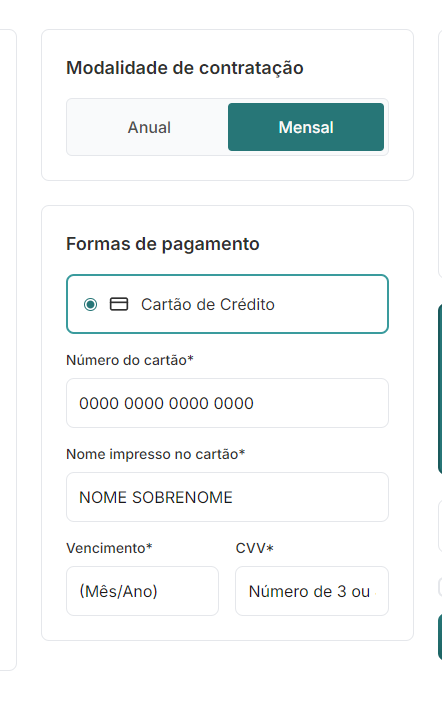 Modalidade de contratação
Anual
Mensal
Formas de pagamento
Cartão de Crédito
Número do cartão*
0000 0000 0000 0000
Nome impresso no cartão*
NOME SOBRENOME
Vencimento* CVV*
(Mês/Ano) Número de 3 ou